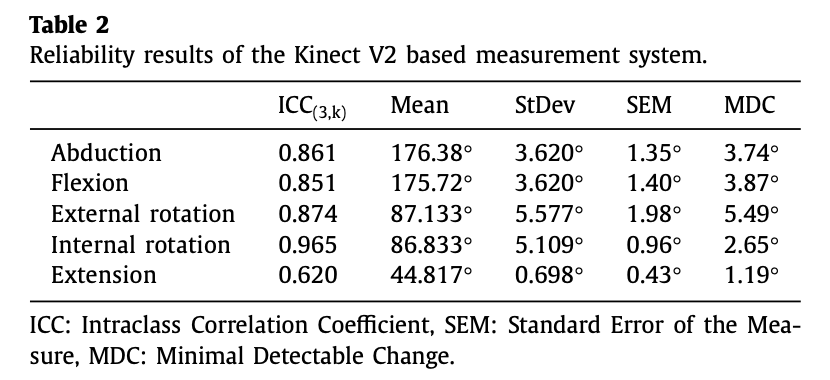 Table 2
Reliability results of the Kinect V2 based measurement system.
ICC(3,k) Mean StDev SEM MDC
Abduction 0.861 176.38° 3.620° 1.35° 3.74°
Flexion 0.851 175.72° 3.620° 1.40° 3.87°
External rotation 0.874 87.133° 5.577° 1.98° 5.49°
Internal rotation 0.965 86.833° 5.109° 0.96° 2.65°
Extension 0.620 44.817° 0.698° 0.43° 1.19°
ICC: Intraclass Correlation Coefficient, SEM: Standard Error of the Mea-
sure, MDC: Minimal Detectable Change.